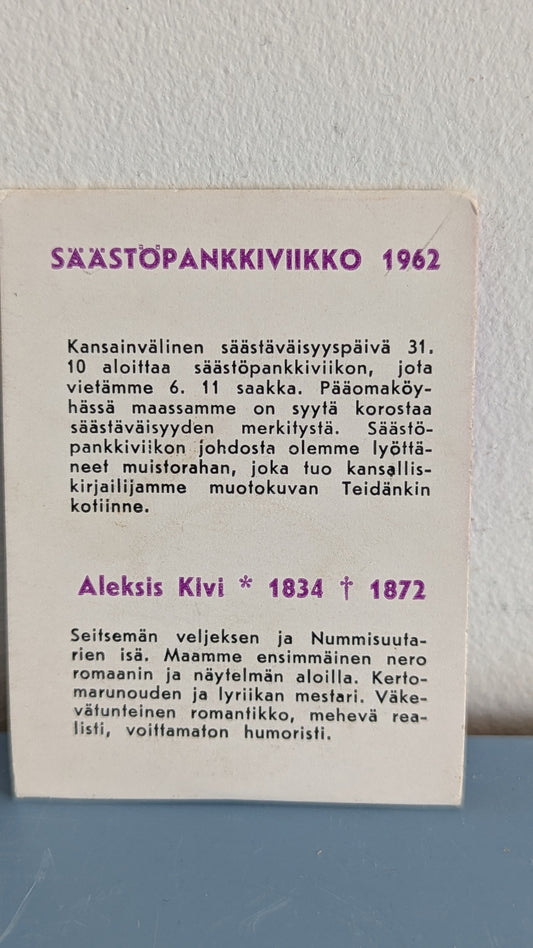 SÄÄSTÖPANKKIVIIKKO 1962
Kansainvälinen säästäväisyyspäivä 31.
10 aloittaa säästöpankkiviikon, jota
vietämme 6. 11 saakka. Pääomaköy-
hässä maassamme on syytä korostaa
säästäväisyyden merkitystä. Säästö-
pankkiviikon johdosta olemme lyöttä-
neet muistorahan, joka tuo kansallis-
kirjailijamme muotokuvan Teidänkin
kotiinne.
Aleksis Kivi * 1834 † 1872
Seitsemän veljeksen ja Nummisuuta-
rien isä. Maamme ensimmäinen nero
romaanin ja näytelmän aloilla. Kerto-
marunouden ja lyriikan mestari. Väke-
vätunteinen romantikko, mehevä rea-
listi, voittamaton humoristi.